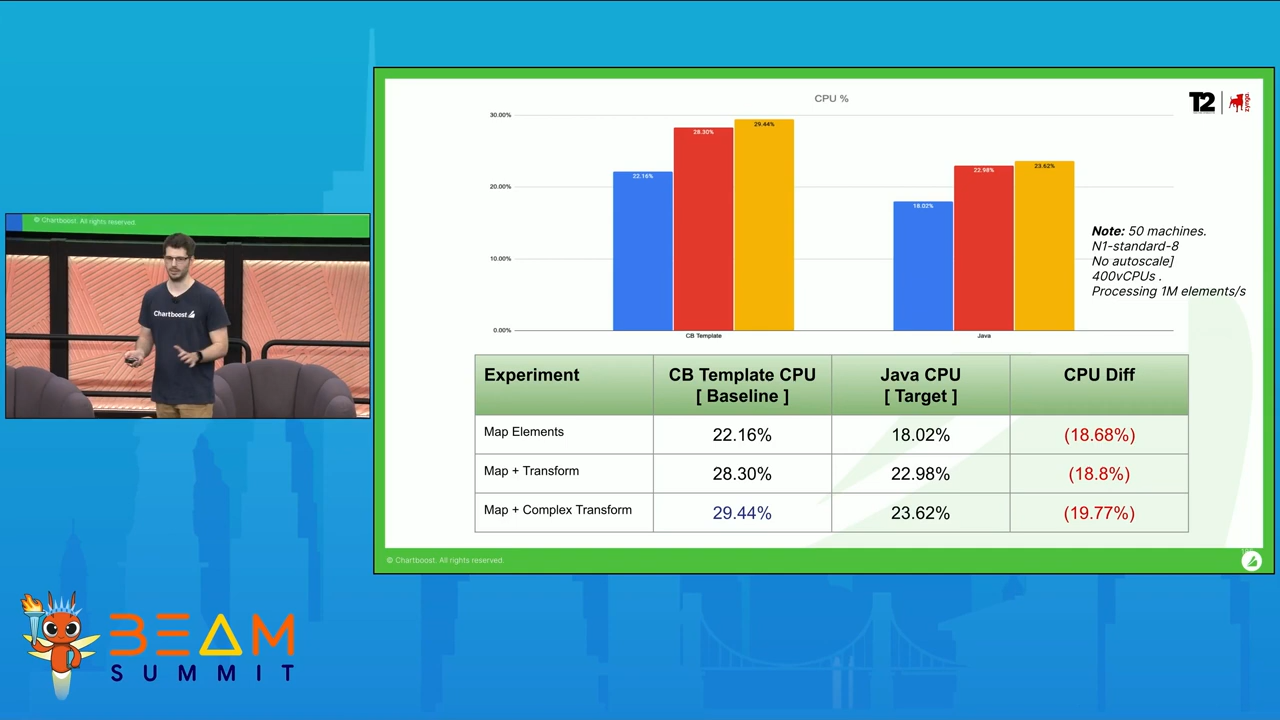 CPU %
T2
zynga
30.00%
20.00%
10.00%
0.00%
22.16%
28.30%
29.44%
18.02%
22.98%
23.62%
CB Template
Java
Note: 50 machines.
N1-standard-8
No autoscale]
400vCPUs .
Processing 1M elements/s
Experiment
CB Template CPU
[ Baseline ]
Java CPU
[ Target ]
CPU Diff
Map Elements
22.16%
18.02%
(18.68%)
Map + Transform
28.30%
22.98%
(18.8%)
Map + Complex Transform
29.44%
23.62%
(19.77%)
© Chartboost. All rights reserved.
© Chartboost. All rights reserved.
Chartboost
BEAM
SUMMIT